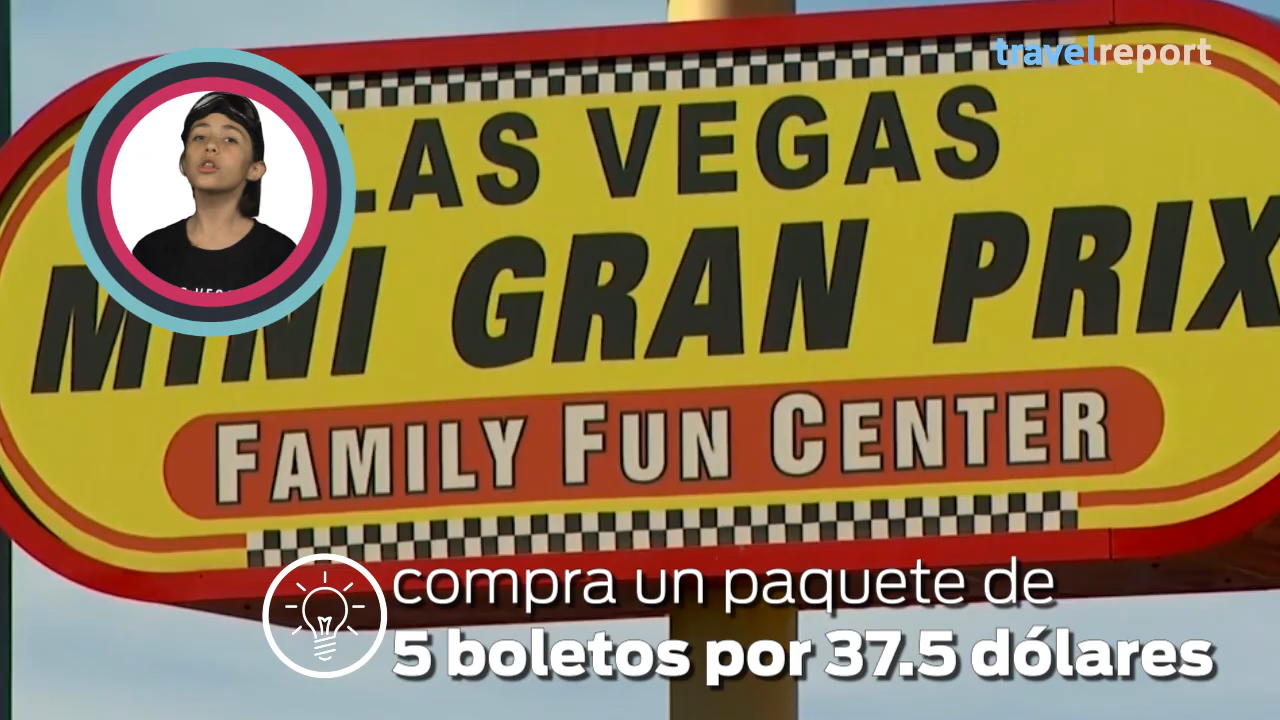 travelreport
LAS VEGAS
MINI GRAN PRIX
FAMILY FUN CENTER
compra un paquete de
5 boletos por 37.5 dólares